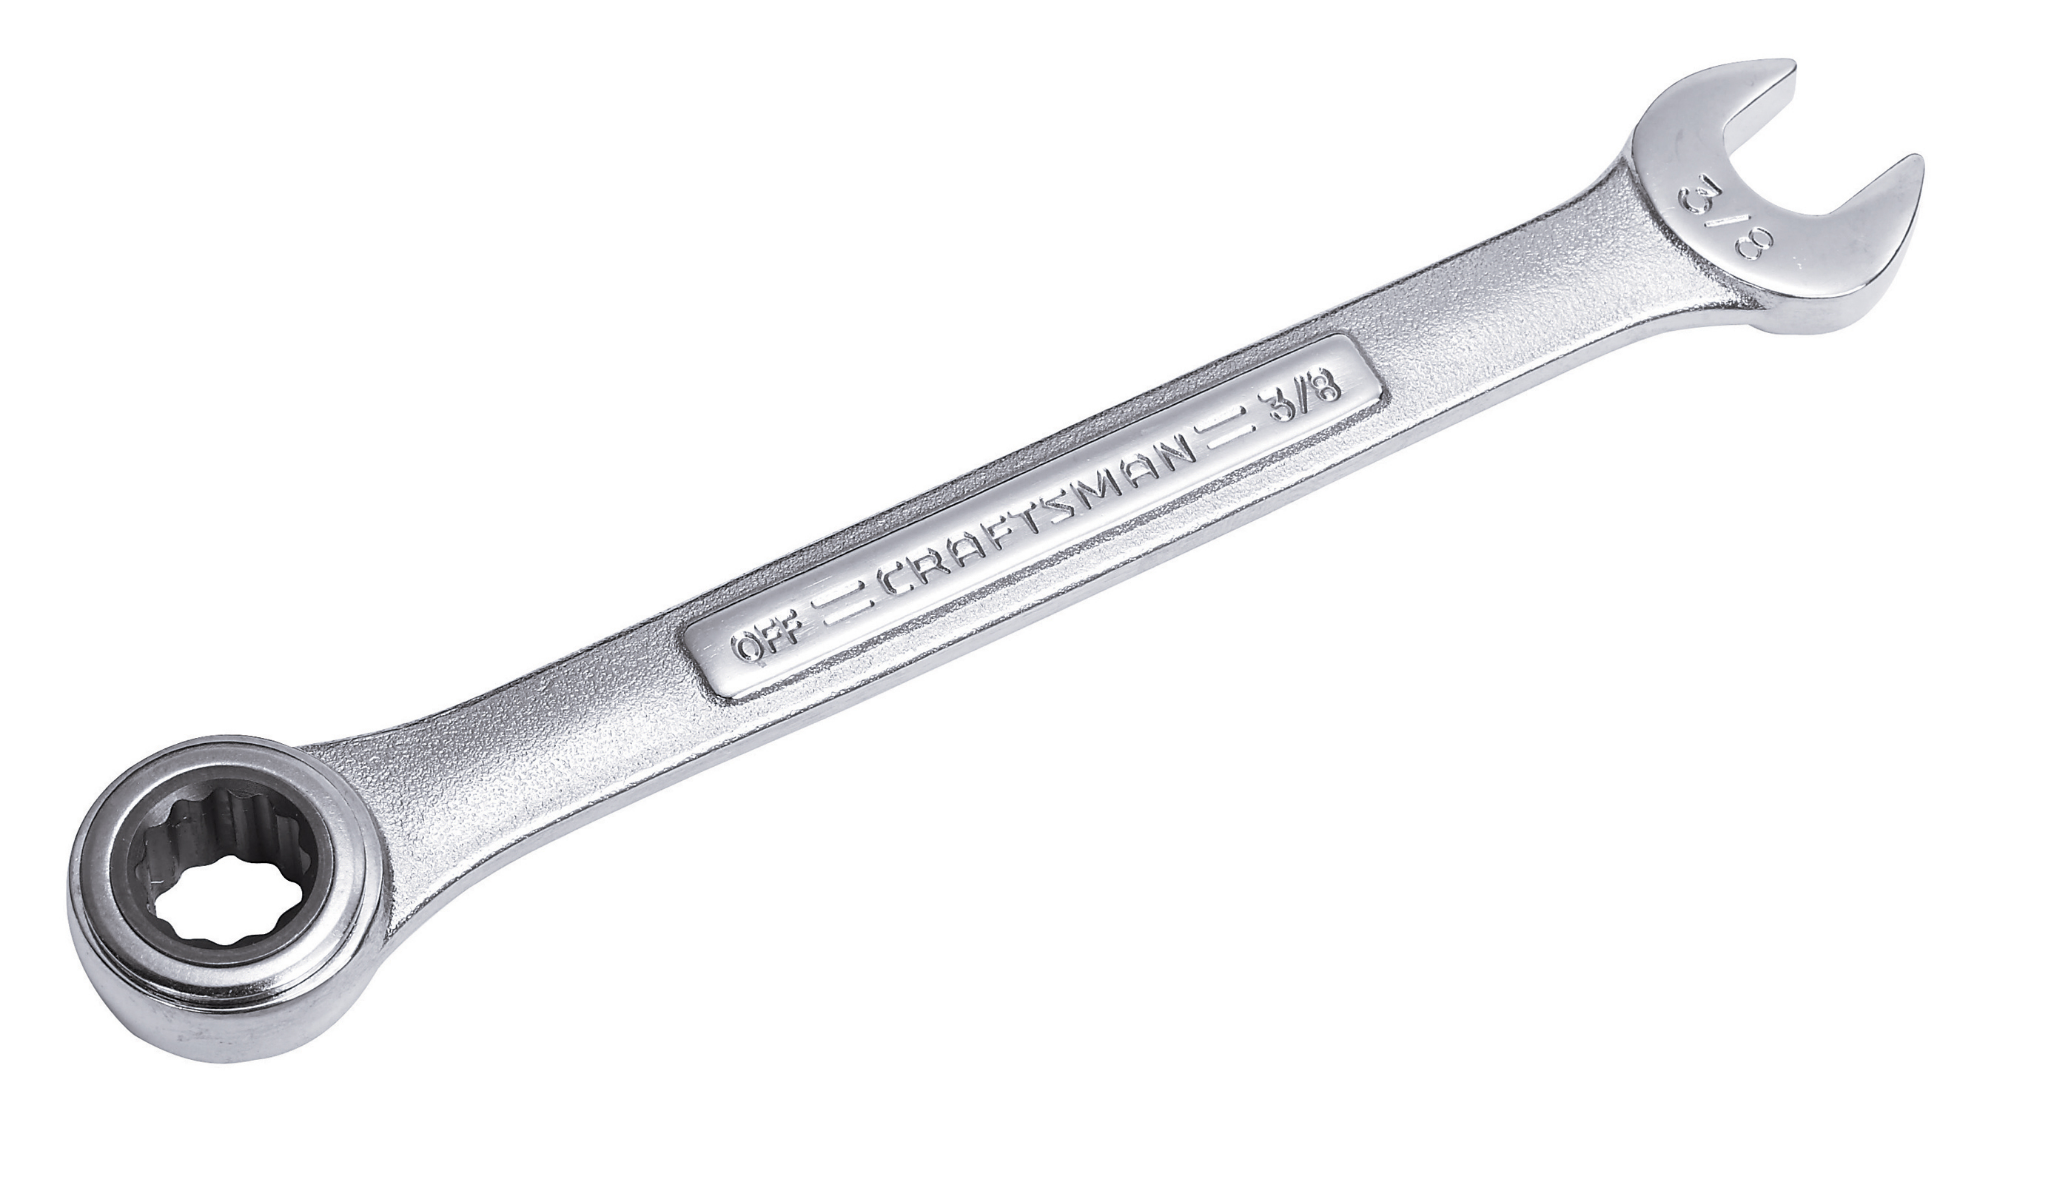 OFF = CRAFTSMAN = 3/8
3/8